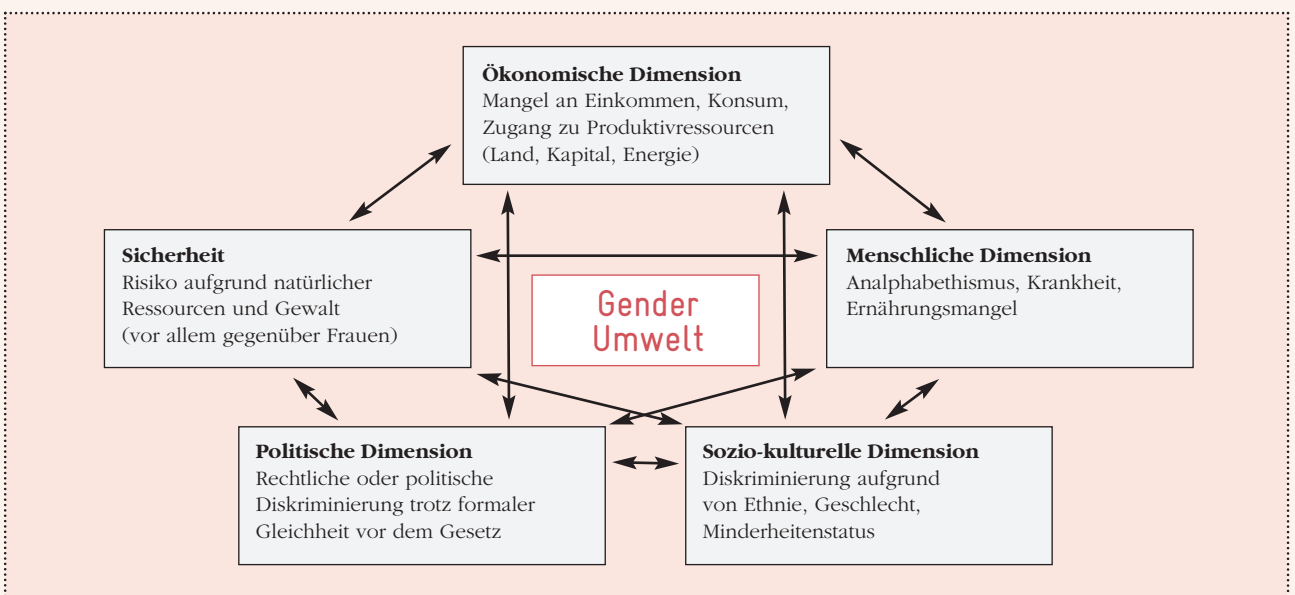 Ökonomische Dimension
Mangel an Einkommen, Konsum,
Zugang zu Produktivressourcen
(Land, Kapital, Energie)
Sicherheit
Risiko aufgrund natürlicher
Ressourcen und Gewalt
(vor allem gegenüber Frauen)
Menschliche Dimension
Analphabethismus, Krankheit,
Ernährungsmangel
Gender
Umwelt
Politische Dimension
Rechtliche oder politische
Diskriminierung trotz formaler
Gleichheit vor dem Gesetz
Sozio-kulturelle Dimension
Diskriminierung aufgrund
von Ethnie, Geschlecht,
Minderheitenstatus